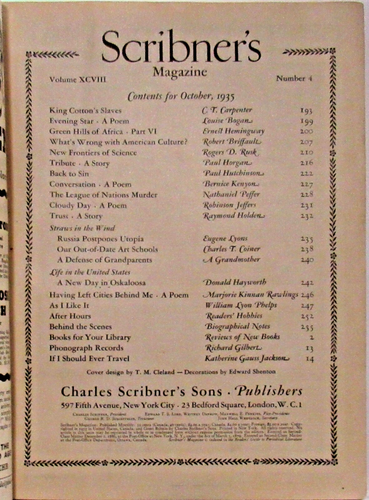 Scribner's
Magazine
Volume XCVIII Number 4
Contents for October, 1935
King Cotton's Slaves C. T. Carpenter 193
Evening Star - A Poem Louise Bogan 199
Green Hills of Africa - Part VI Ernest Hemingway 200
What's Wrong with American Culture? Robert Briffault 207
New Frontiers of Science Rogers D. Rusk 210
Tribute - A Story Paul Horgan 216
Back to Sin Paul Hutchinson 222
Conversation - A Poem Bernice Kenyon 227
The League of Nations Murder Nathaniel Peffer 228
Cloudy Day - A Poem Robinson Jeffers 231
Trust - A Story Raymond Holden 232
Straws in the Wind
Russia Postpones Utopia Eugene Lyons 235
Our Out-of-Date Art Schools Charles T. Coiner 238
A Defense of Grandparents A Grandmother 240
Life in the United States
A New Day in Oskaloosa Donald Hayworth 242
Having Left Cities Behind Me - A Poem Marjorie Kinnan Rawlings 246
As I Like It William Lyon Phelps 247
After Hours Readers' Hobbies 252
Behind the Scenes Biographical Notes 255
Books for Your Library Reviews of New Books 2
Phonograph Records Richard Gilbert 13
If I Should Ever Travel Katherine Gauss Jackson 14
Cover design by T. M. Cleland — Decorations by Edward Shenton
Charles Scribner's Sons · Publishers
597 Fifth Avenue, New York City - 23 Bedford Square, London, W. C. 1